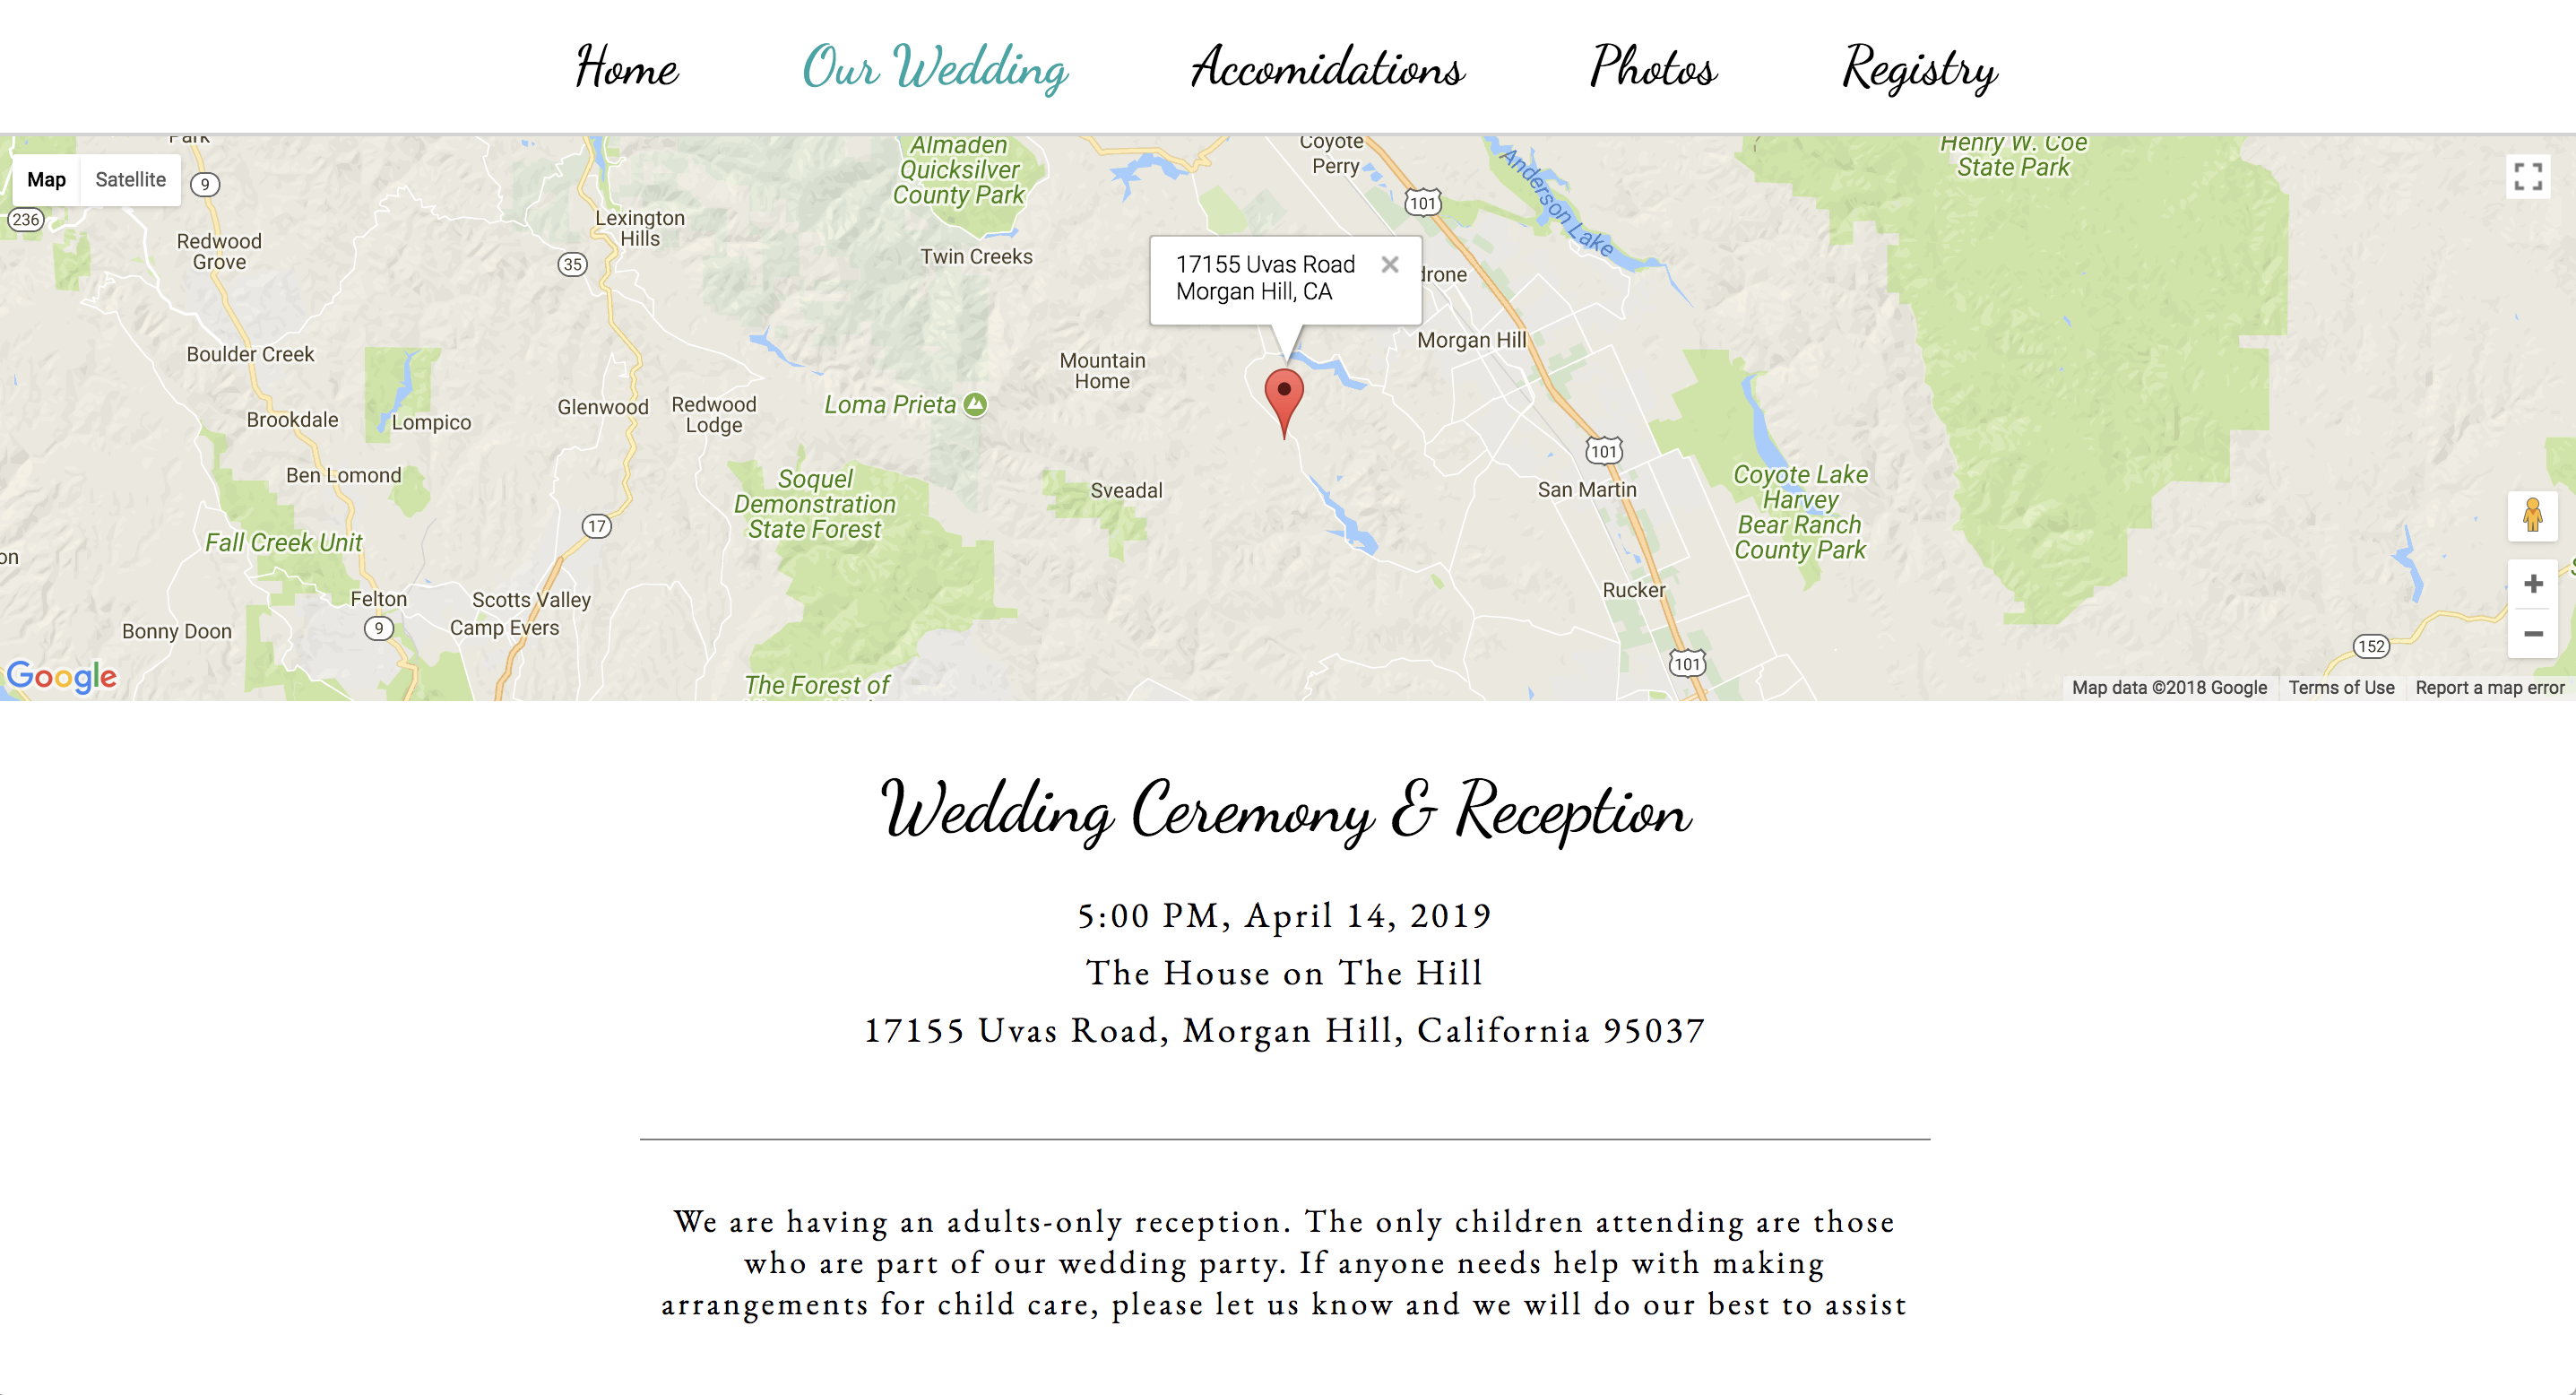 Home Our Wedding Accomidations Photos Registry
Map Satellite
Park
9
236
Redwood
Grove
Lexington
Hills
35
Almaden
Quicksilver
County Park
Twin Creeks
Coyote
Perry
101
Anderson Lake
Henry W. Coe
State Park
17155 Uvas Road
Morgan Hill, CA
drone
Morgan Hill
Boulder Creek
Mountain
Home
Loma Prieta
Glenwood
Redwood
Lodge
Brookdale
Lompico
Ben Lomond
Soquel
Demonstration
State Forest
Sveadal
101
San Martin
Coyote Lake
Harvey
Bear Ranch
County Park
17
Fall Creek Unit
on
Felton
Scotts Valley
Rucker
9
Camp Evers
Bonny Doon
152
101
Google
The Forest of
Map data ©2018 Google Terms of Use Report a map error
Wedding Ceremony & Reception
5:00 PM, April 14, 2019
The House on The Hill
17155 Uvas Road, Morgan Hill, California 95037
We are having an adults-only reception. The only children attending are those
who are part of our wedding party. If anyone needs help with making
arrangements for child care, please let us know and we will do our best to assist